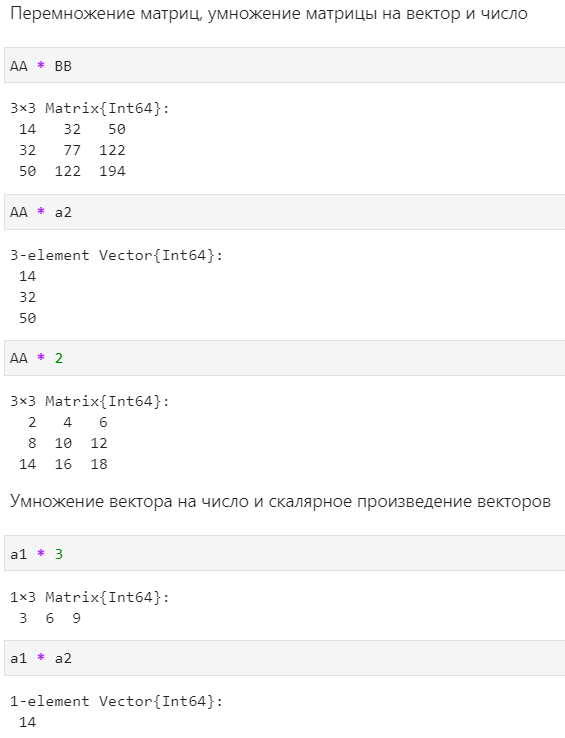 Перемножение матриц, умножение матрицы на вектор и число
AA * BB
3×3 Matrix{Int64}:
 14   32   50
 32   77  122
 50  122  194
AA * a2
3-element Vector{Int64}:
 14
 32
 50
AA * 2
3×3 Matrix{Int64}:
  2   4   6
  8  10  12
 14  16  18
Умножение вектора на число и скалярное произведение векторов
a1 * 3
1×3 Matrix{Int64}:
 3  6  9
a1 * a2
1-element Vector{Int64}:
 14